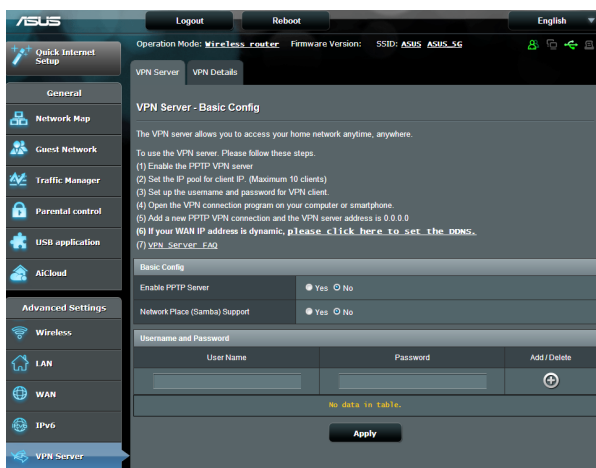 ASUS
Logout Reboot English
Operation Mode: Wireless router Firmware Version: SSID: ASUS ASUS_5G
Quick Internet
Setup
General
Network Map
Guest Network
Traffic Manager
Parental control
USB application
AiCloud
Advanced Settings
Wireless
LAN
WAN
IPv6
VPN Server
VPN Server VPN Details
VPN Server - Basic Config
The VPN server allows you to access your home network anytime, anywhere.
To use the VPN server. Please follow these steps.
(1) Enable the PPTP VPN server
(2) Set the IP pool for client IP. (Maximum 10 clients)
(3) Set up the username and password for VPN client.
(4) Open the VPN connection program on your computer or smartphone.
(5) Add a new PPTP VPN connection and the VPN server address is 0.0.0.0
(6) If your WAN IP address is dynamic, please click here to set the DDNS.
(7) VPN Server FAQ
Basic Config
Enable PPTP Server Yes No
Network Place (Samba) Support Yes No
Username and Password
User Name Password Add / Delete
No data in table.
Apply